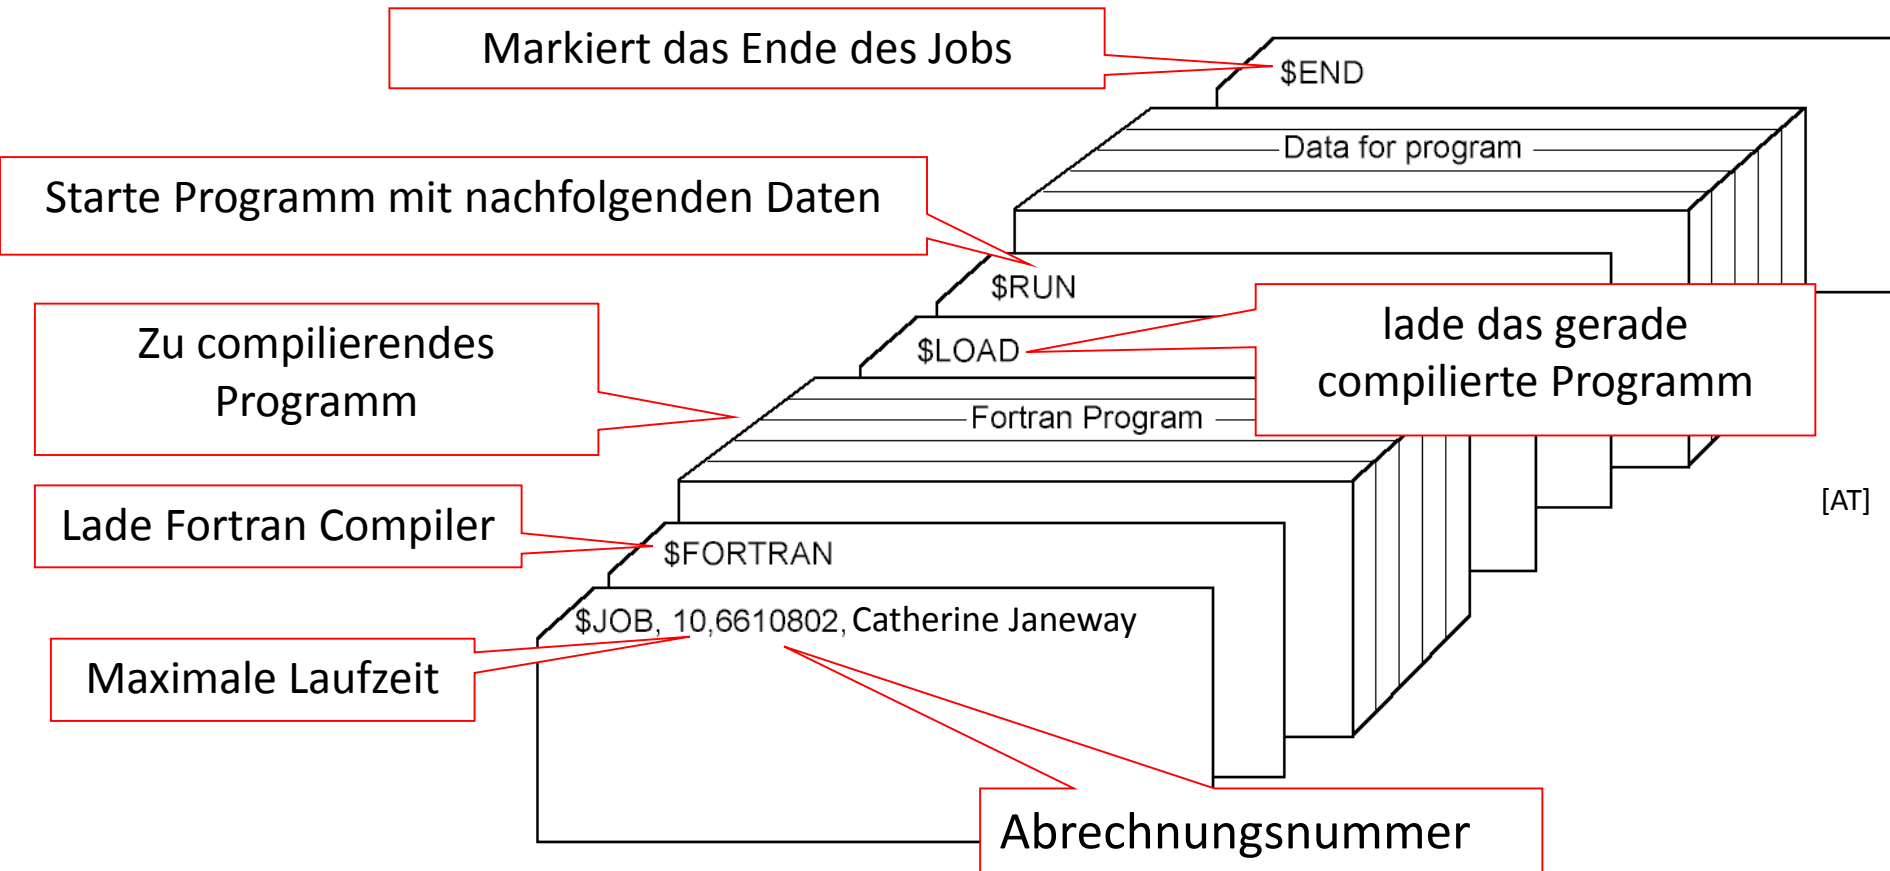 Markiert das Ende des Jobs
$END
Data for program
Starte Programm mit nachfolgenden Daten
$RUN
Zu compilierendes
Programm
$LOAD
lade das gerade
compilierte Programm
Fortran Program
[AT]
Lade Fortran Compiler
$FORTRAN
$JOB, 10,6610802, Catherine Janeway
Maximale Laufzeit
Abrechnungsnummer